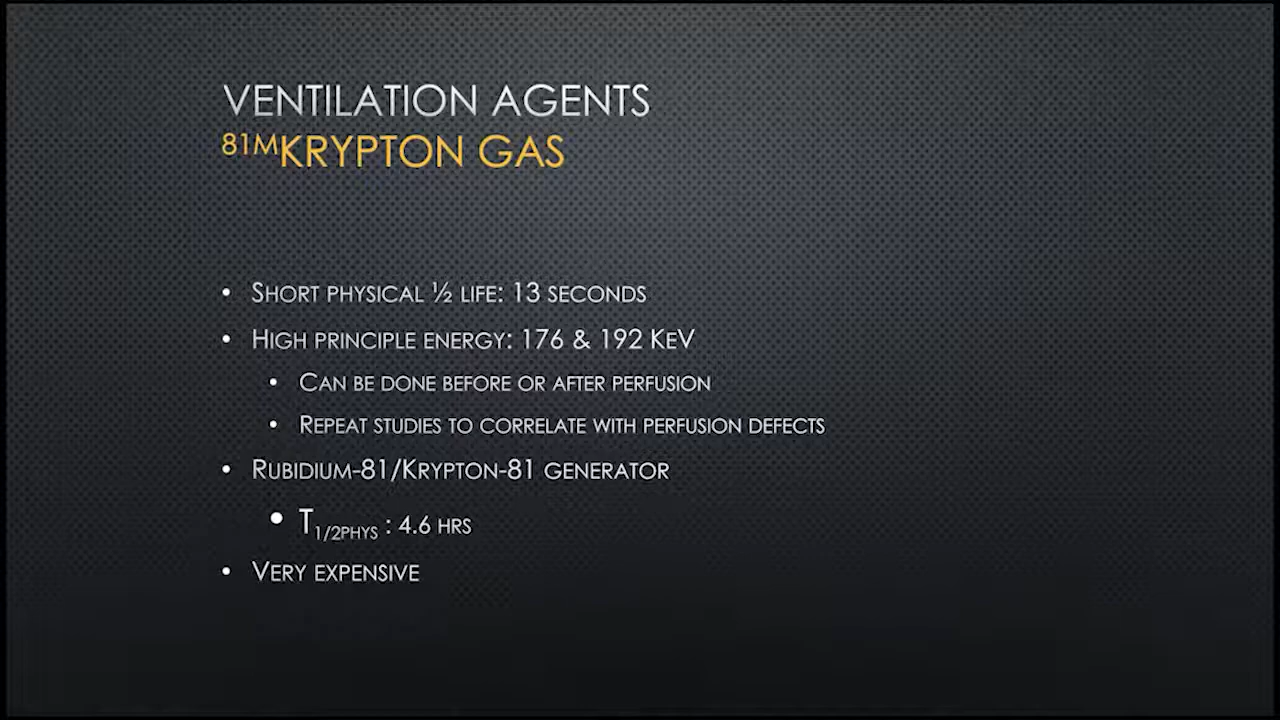 VENTILATION AGENTS
81MKRYPTON GAS
• SHORT PHYSICAL ½ LIFE: 13 SECONDS
• HIGH PRINCIPLE ENERGY: 176 & 192 KEV
• CAN BE DONE BEFORE OR AFTER PERFUSION
• REPEAT STUDIES TO CORRELATE WITH PERFUSION DEFECTS
• RUBIDIUM-81/KRYPTON-81 GENERATOR
• T1/2PHYS : 4.6 HRS
• VERY EXPENSIVE